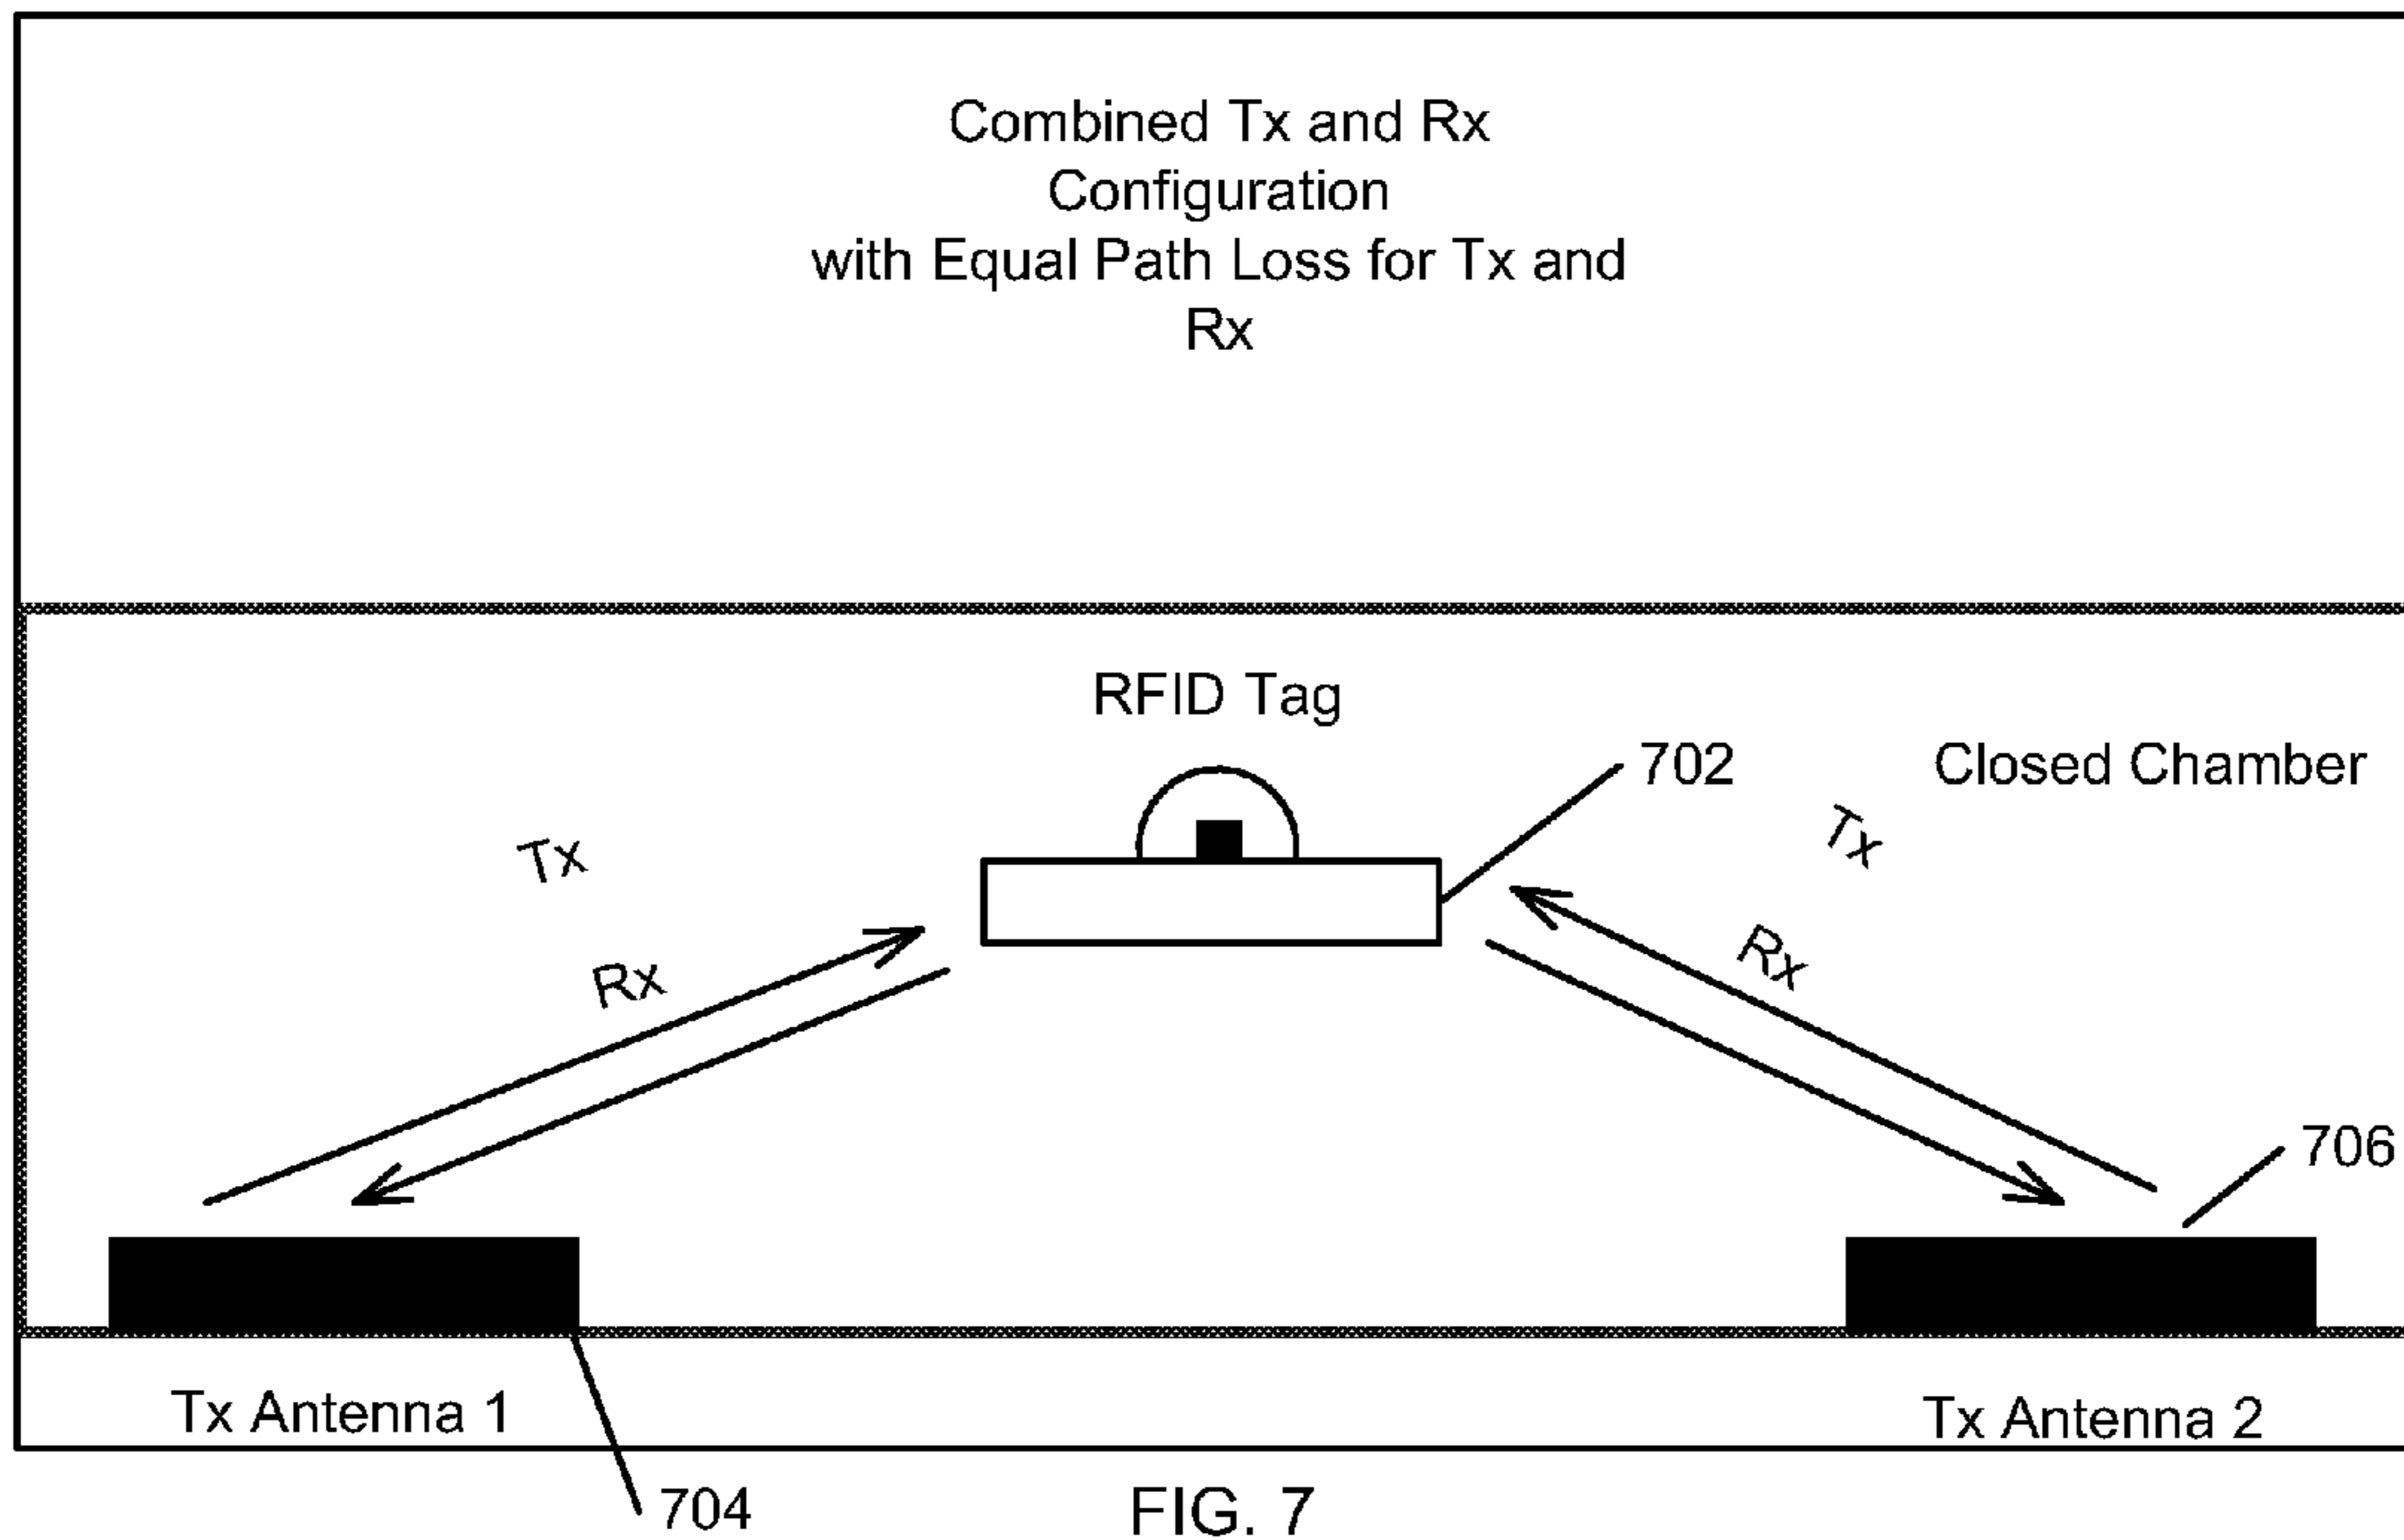 Combined Tx and Rx
Configuration
with Equal Path Loss for Tx and
Rx
RFID Tag
702
Closed Chamber
Tx
Tx
Rx
Rx
706
Tx Antenna 1
Tx Antenna 2
704
FIG. 7